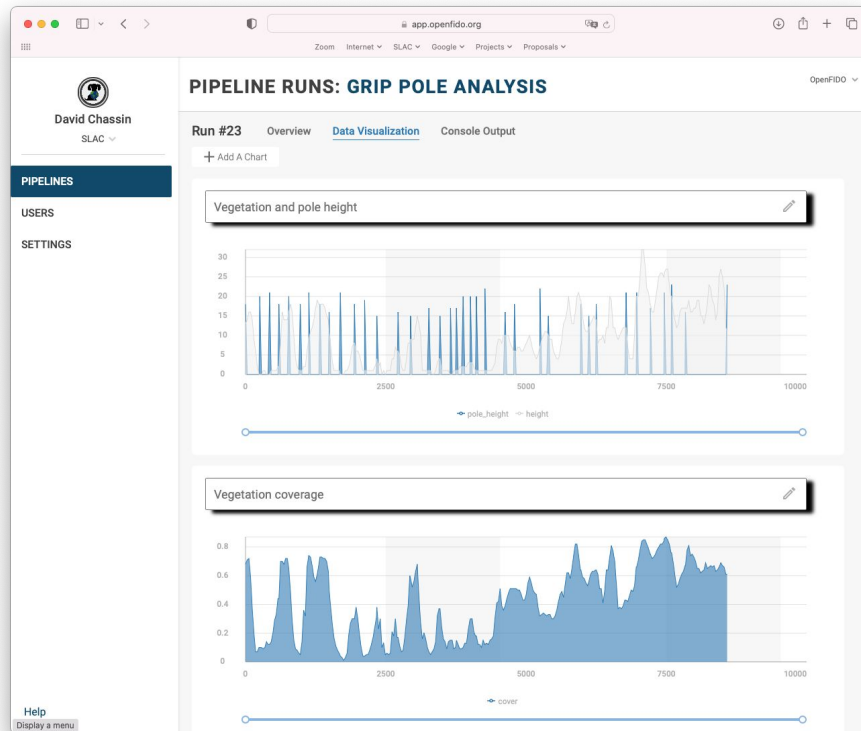 app.openfido.org
Zoom Internet SLAC Google Projects Proposals
David Chassin
SLAC
PIPELINES
USERS
SETTINGS
Help
Display a menu
PIPELINE RUNS: GRIP POLE ANALYSIS
OpenFIDO
Run #23 Overview Data Visualization Console Output
+ Add A Chart
Vegetation and pole height
30
25
20
15
10
5
0
0 2500 5000 7500 10000
pole_height height
Vegetation coverage
0.8
0.6
0.4
0.2
0
0 2500 5000 7500 10000
cover